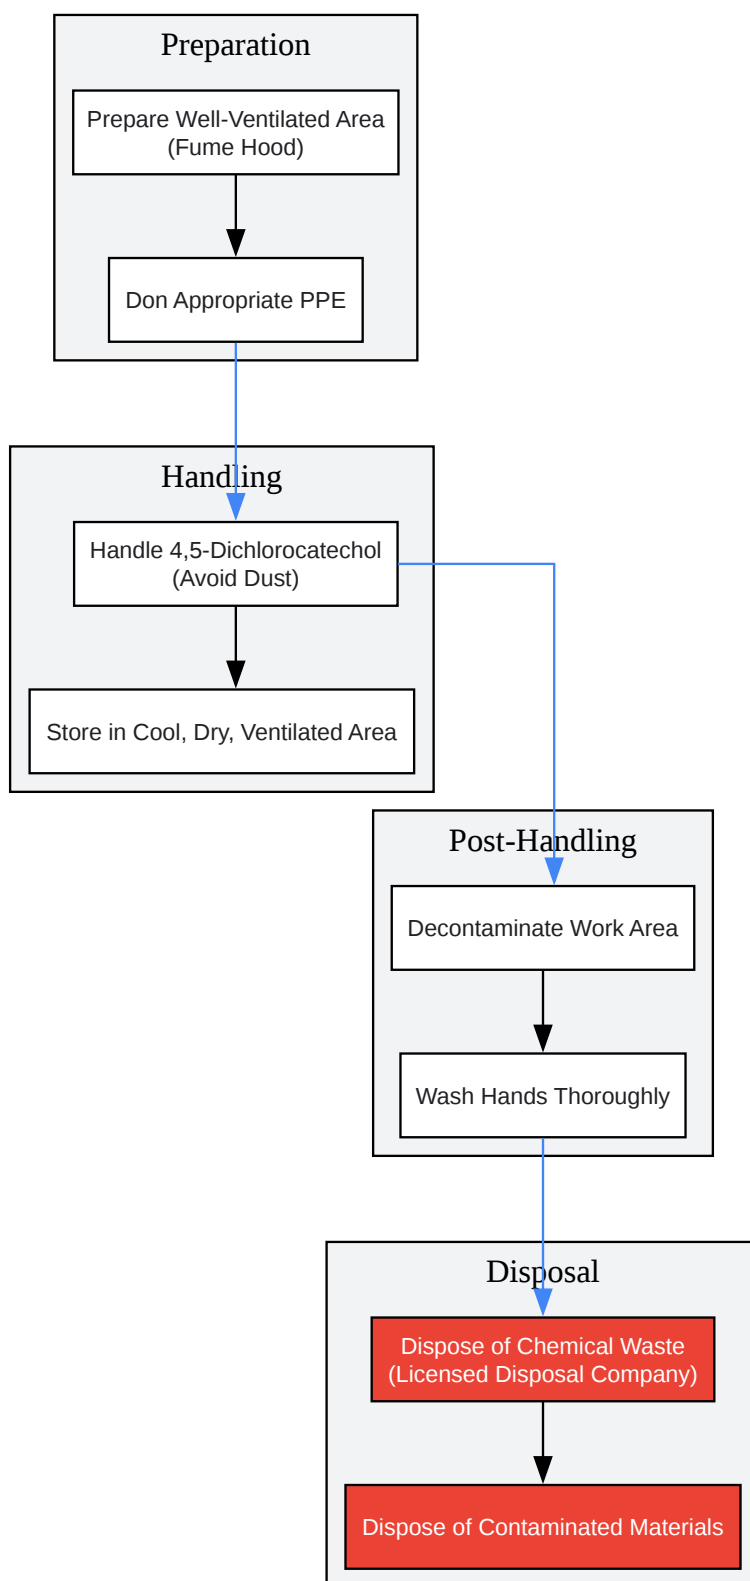 Preparation
Prepare Well-Ventilated Area
(Fume Hood)
Don Appropriate PPE
Handling
Handle 4,5-Dichlorocatechol
(Avoid Dust)
Store in Cool, Dry, Ventilated Area
Post-Handling
Decontaminate Work Area
Wash Hands Thoroughly
Disposal
Dispose of Chemical Waste
(Licensed Disposal Company)
Dispose of Contaminated Materials